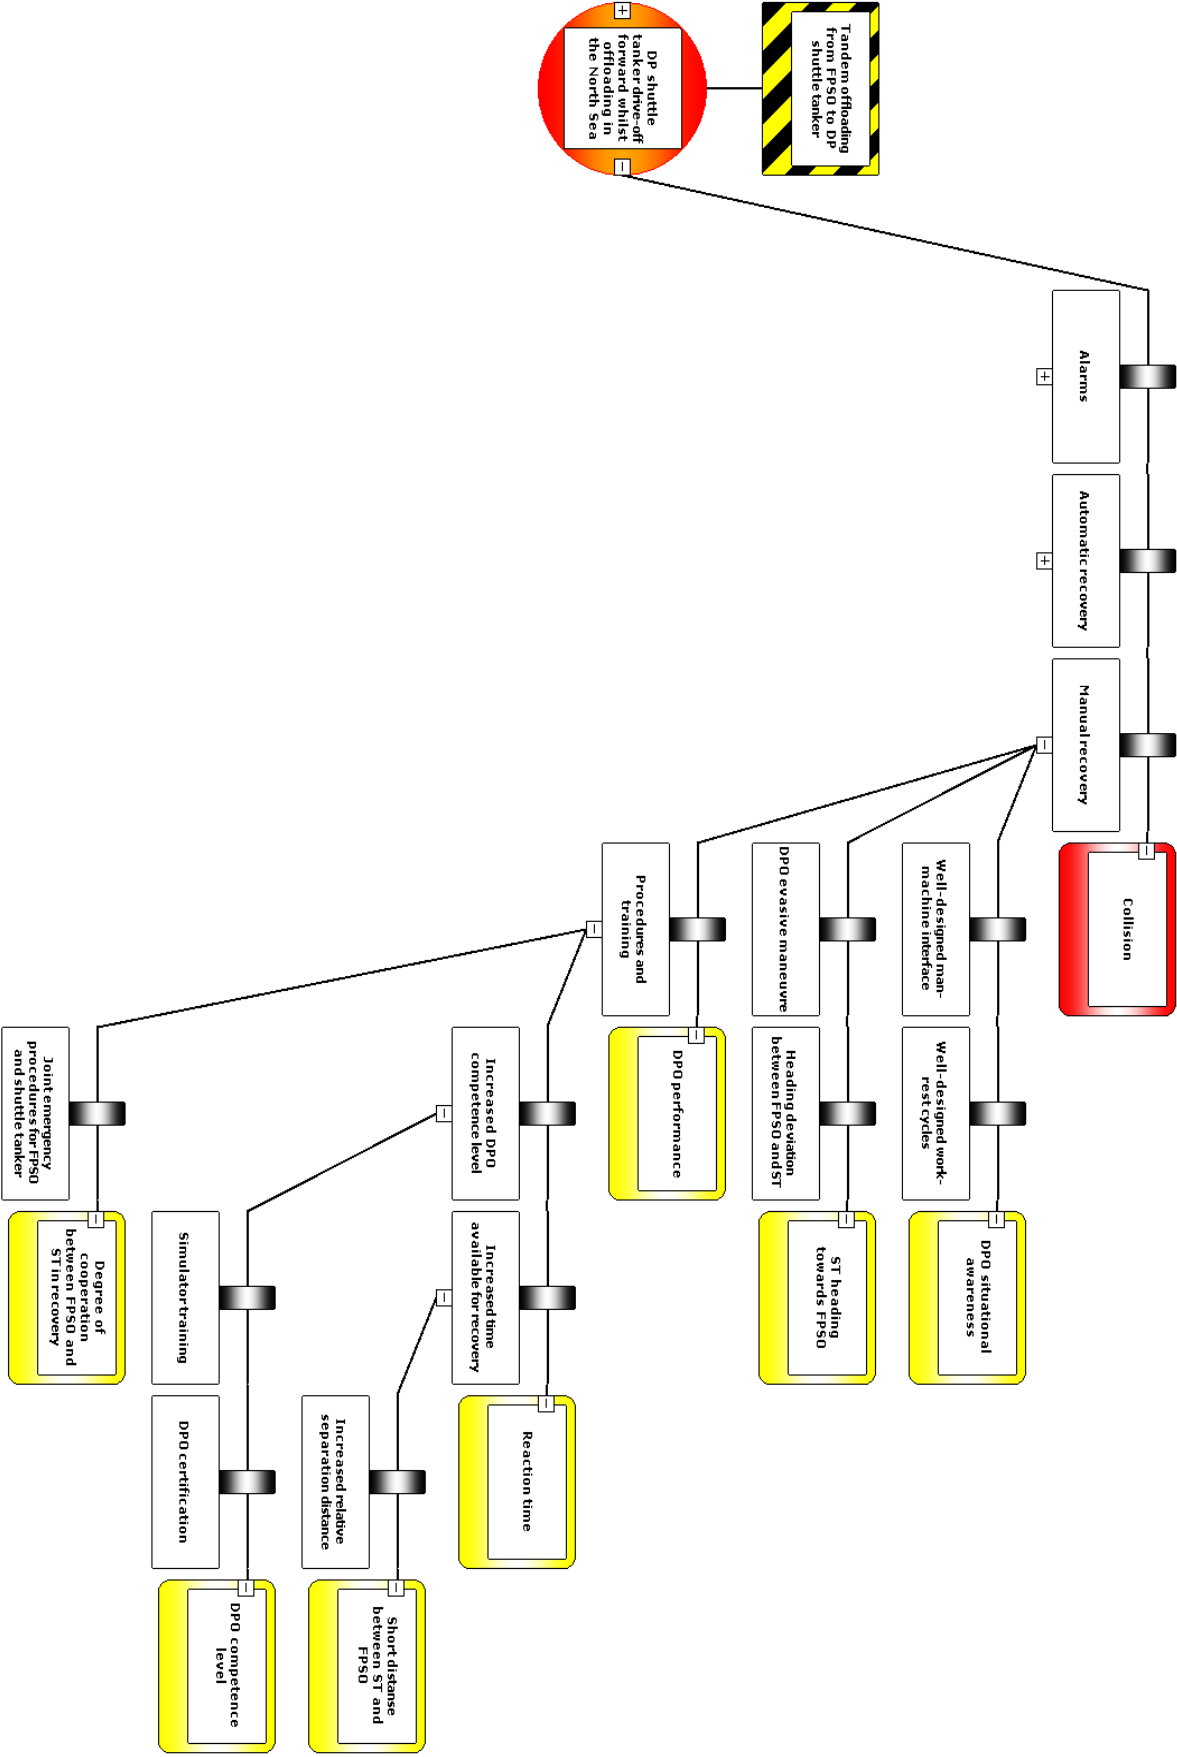 Tandem offloading
from FPSO to DP
shuttle tanker
DP shuttle
tanker drive-off
forward whilst
offloading in
the North Sea
Alarms
Automatic recovery
Manual recovery
Collision
Well-designed man-
machine interface
Well-designed work-
rest cycles
DPO situational
awareness
DPO evasive maneuvre
Heading deviation
between FPSO and ST
ST heading
towards FPSO
Procedures and
training
DPO performance
Increased DPO
competence level
Increased time
available for recovery
Reaction time
Increased relative
separation distance
Short distanse
between ST and
FPSO
Simulator training
DPO certification
DPO competence
level
Joint emergency
procedures for FPSO
and shuttle tanker
Degree of
cooperation
between FPSO and
ST in recovery